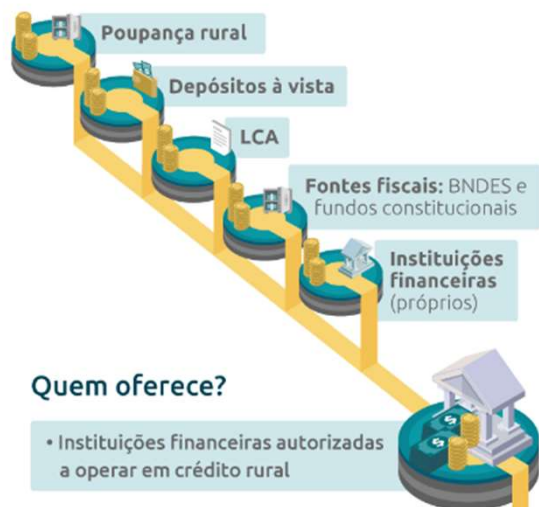 Poupança rural
Depósitos à vista
LCA
Fontes fiscais: BNDES e
fundos constitucionais
Instituições
financeiras
(próprios)
Quem oferece?
• Instituições financeiras autorizadas
a operar em crédito rural